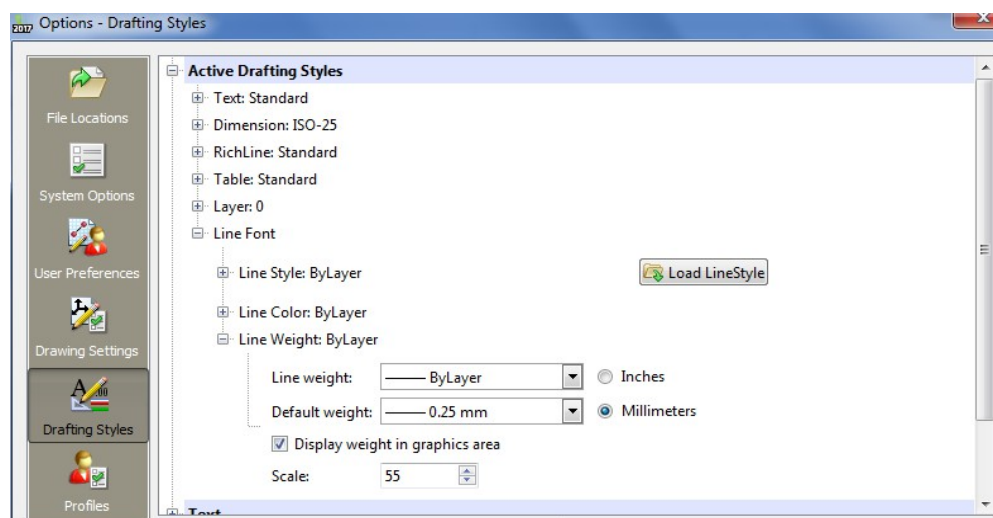 2017 Options - Drafting Styles
File Locations
System Options
User Preferences
Drawing Settings
Drafting Styles
Profiles
Active Drafting Styles
Text: Standard
Dimension: ISO-25
RichLine: Standard
Table: Standard
Layer: 0
Line Font
Line Style: ByLayer
Load LineStyle
Line Color: ByLayer
Line Weight: ByLayer
Line weight: ByLayer Inches
Default weight: 0.25 mm Millimeters
Display weight in graphics area
Scale: 55
Text